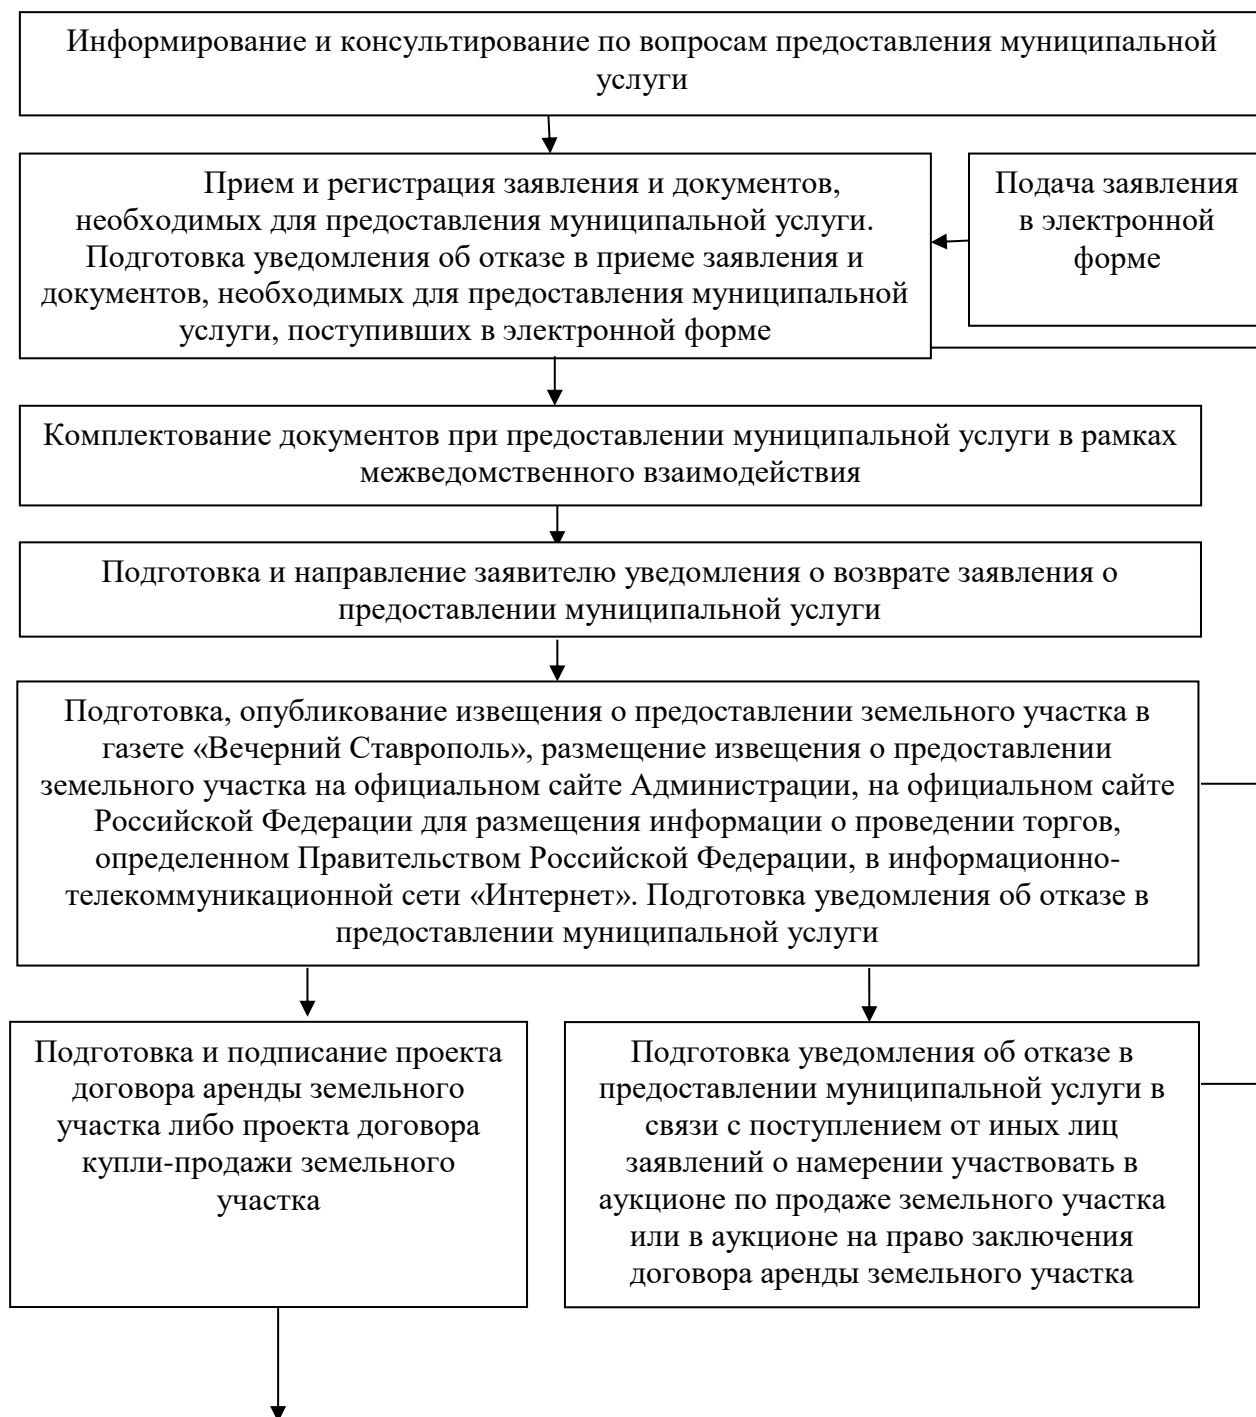 Информирование и консультирование по вопросам предоставления муниципальной
услуги
Прием и регистрация заявления и документов,
необходимых для предоставления муниципальной услуги.
Подготовка уведомления об отказе в приеме заявления и
документов, необходимых для предоставления муниципальной
услуги, поступивших в электронной форме
Подача заявления
в электронной
форме
Комплектование документов при предоставлении муниципальной услуги в рамках
межведомственного взаимодействия
Подготовка и направление заявителю уведомления о возврате заявления о
предоставлении муниципальной услуги
Подготовка, опубликование извещения о предоставлении земельного участка в
газете «Вечерний Ставрополь», размещение извещения о предоставлении
земельного участка на официальном сайте Администрации, на официальном сайте
Российской Федерации для размещения информации о проведении торгов,
определенном Правительством Российской Федерации, в информационно-
телекоммуникационной сети «Интернет». Подготовка уведомления об отказе в
предоставлении муниципальной услуги
Подготовка и подписание проекта
договора аренды земельного
участка либо проекта договора
купли-продажи земельного
участка
Подготовка уведомления об отказе в
предоставлении муниципальной услуги в
связи с поступлением от иных лиц
заявлений о намерении участвовать в
аукционе по продаже земельного участка
или в аукционе на право заключения
договора аренды земельного участка